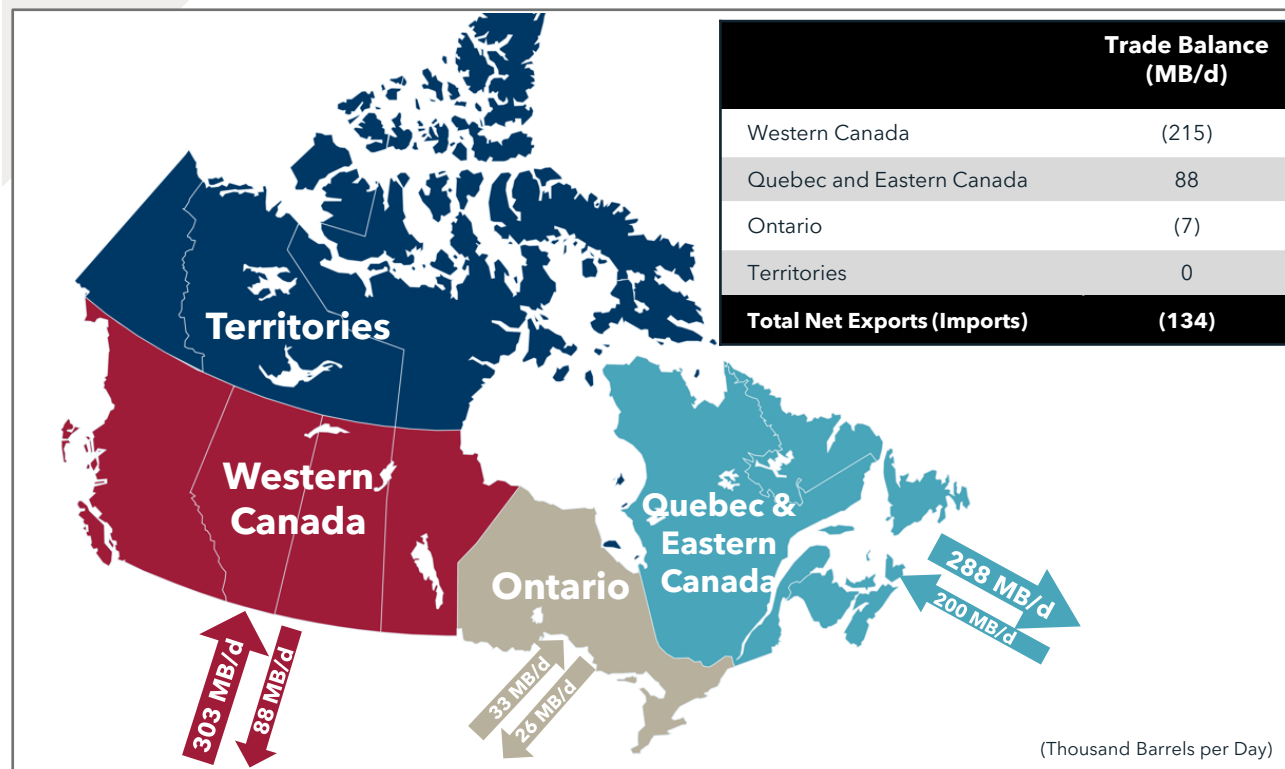 Trade Balance
(MB/d)
Western Canada (215)
Quebec and Eastern Canada 88
Ontario (7)
Territories 0
Total Net Exports (Imports) (134)
Territories
Western
Canada
Quebec &
Eastern
Canada
Ontario
303 MB/d
88 MB/d
33 MB/d
26 MB/d
288 MB/d
200 MB/d
(Thousand Barrels per Day)